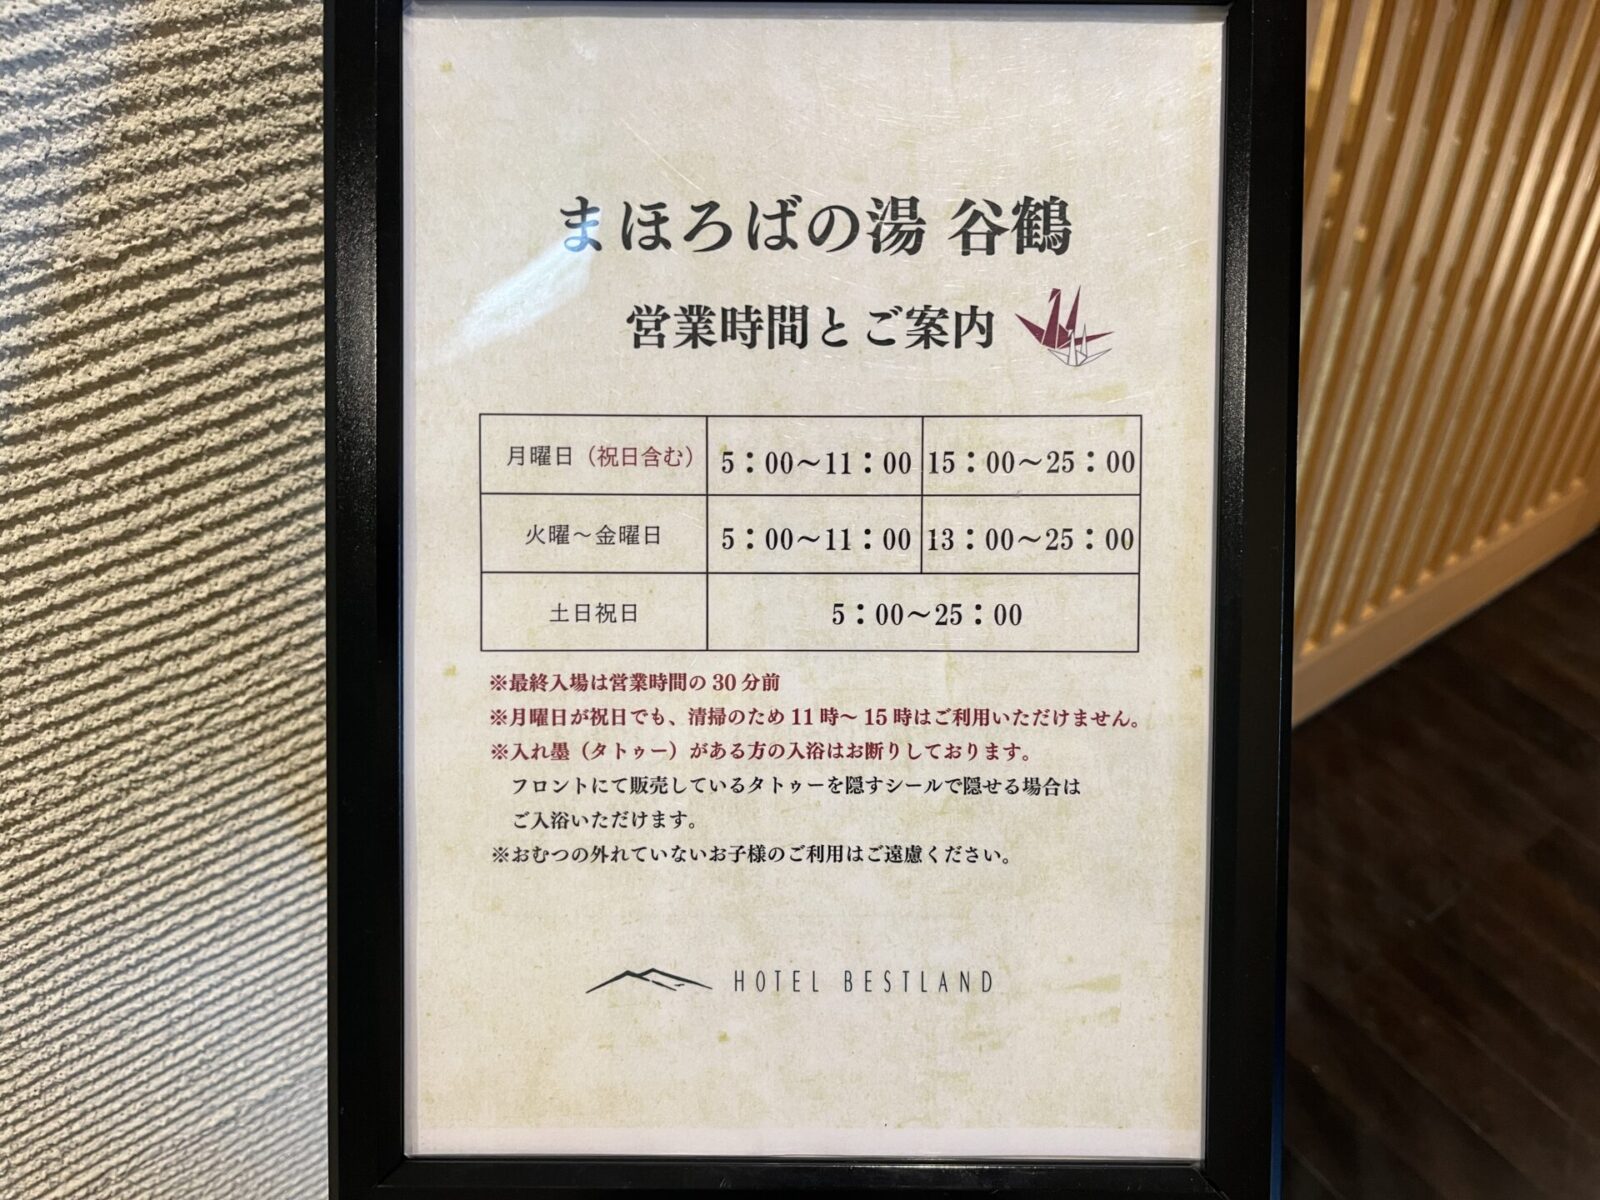 まほろばの湯 谷鶴
営業時間とご案内
月曜日（祝日含む） 5：00～11：00 15：00～25：00
火曜～金曜日 5：00～11：00 13：00～25：00
土日祝日 5：00～25：00
※最終入場は営業時間の 30 分前
※月曜日が祝日でも、清掃のため 11 時～ 15 時はご利用いただけません。
※入れ墨（タトゥー）がある方の入浴はお断りしております。
フロントにて販売しているタトゥーを隠すシールで隠せる場合は
ご入浴いただけます。
※おむつの外れていないお子様のご利用はご遠慮ください。
HOTEL BESTLAND